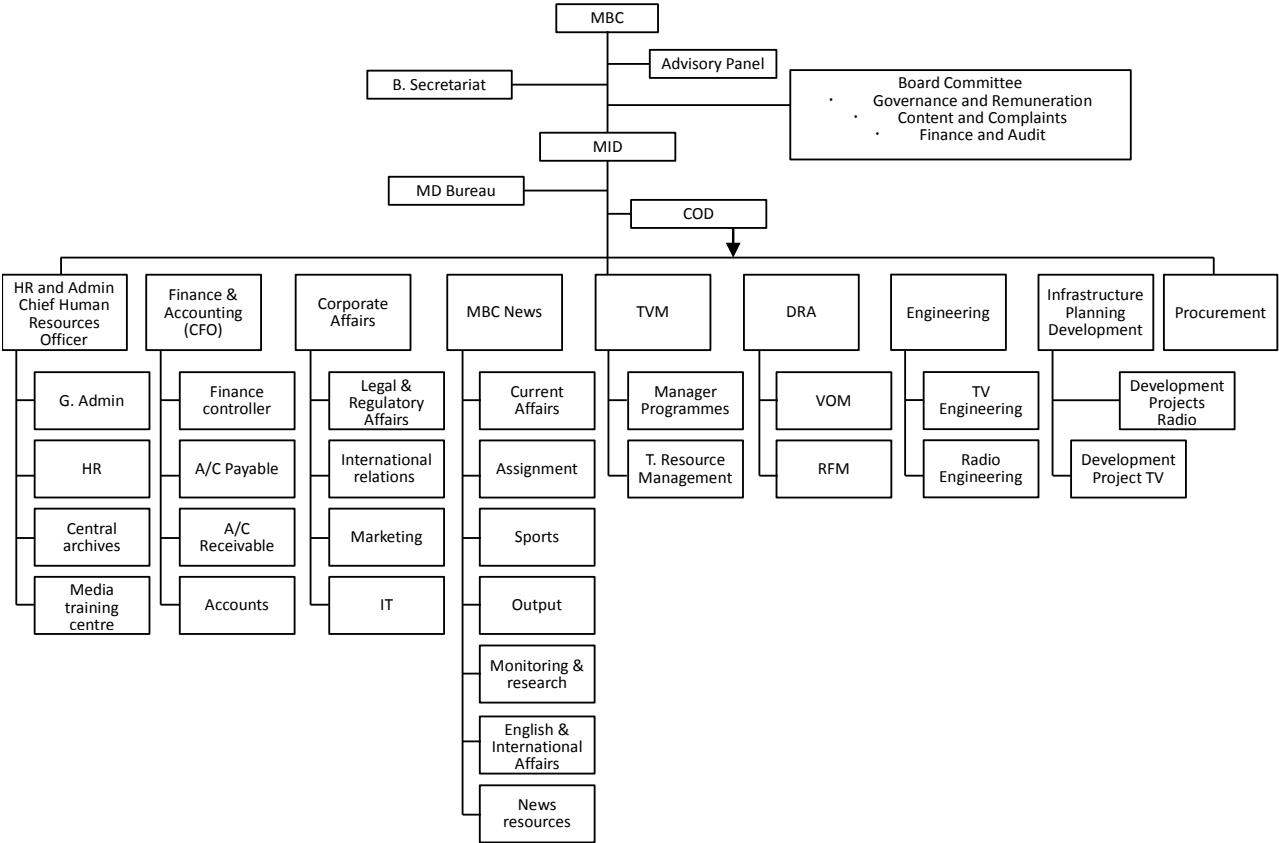 MBC
Advisory Panel
B. Secretariat
Board Committee
· Governance and Remuneration
· Content and Complaints
· Finance and Audit
MID
MD Bureau
COD
HR and Admin
Chief Human
Resources
Officer
Finance &
Accounting
(CFO)
Corporate
Affairs
MBC News
TVM
DRA
Engineering
Infrastructure
Planning
Development
Procurement
G. Admin
HR
Central
archives
Media
training
centre
Finance
controller
A/C Payable
A/C
Receivable
Accounts
Legal &
Regulatory
Affairs
International
relations
Marketing
IT
Current
Affairs
Assignment
Sports
Output
Monitoring &
research
English &
International
Affairs
News
resources
Manager
Programmes
T. Resource
Management
VOM
RFM
TV
Engineering
Radio
Engineering
Development
Projects
Radio
Development
Project TV